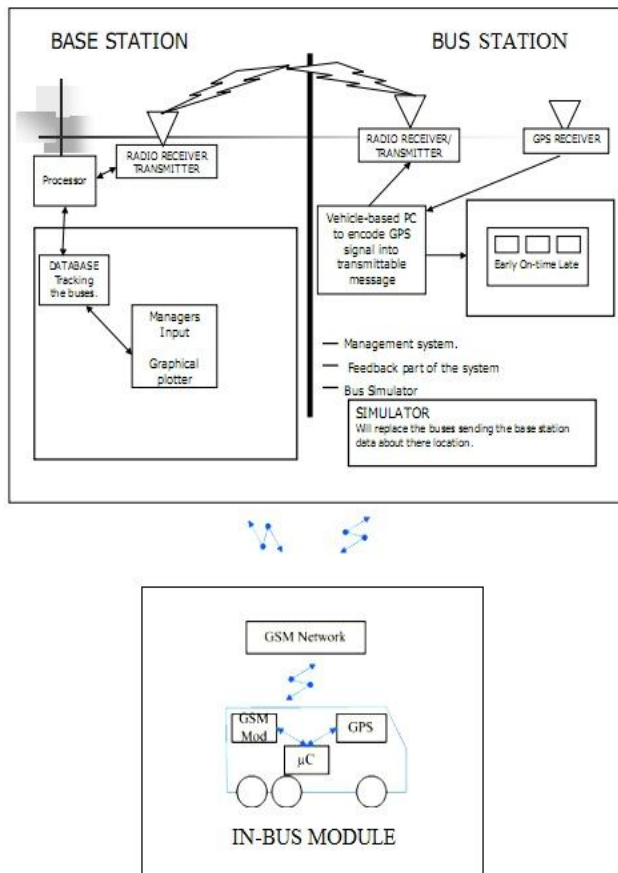 BASE STATION
BUS STATION
RADIO RECEIVER
TRANSMITTER
RADIO RECEIVER/
TRANSMITTER
GPS RECEIVER
Processor
Vehicle-based PC
to encode GPS
signal into
transmittable
message
Early On-time Late
DATABASE
Tracking
the buses.
Managers
Input
Graphical
plotter
Management system.
Feedback part of the system
Bus Simulator
SIMULATOR
Will replace the buses sending the base station
data about there location.
GSM Network
GSM
Mod
GPS
µC
IN-BUS MODULE